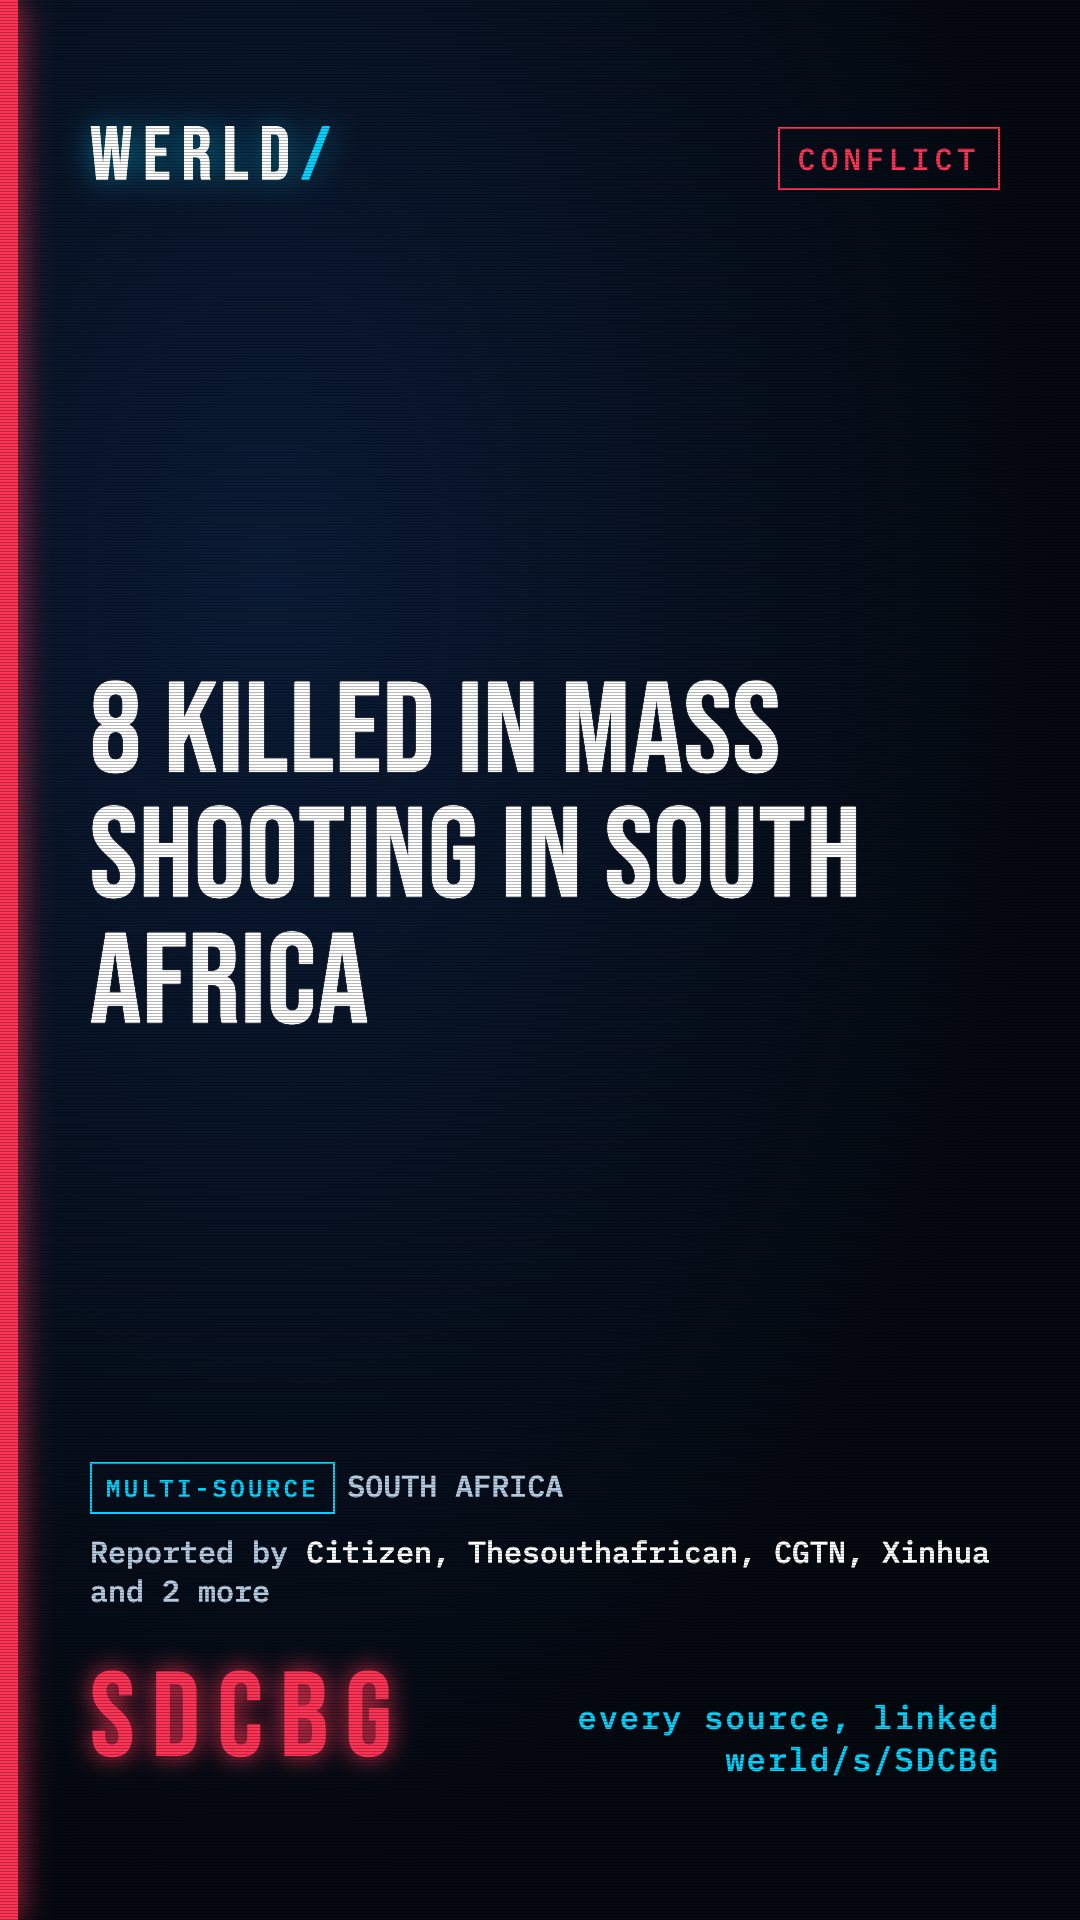 WERLD/
CONFLICT
8 KILLED IN MASS
SHOOTING IN SOUTH
AFRICA
MULTI-SOURCE SOUTH AFRICA
Reported by Citizen, Thesouthafrican, CGTN, Xinhua
and 2 more
SDCBG
every source, linked
werld/s/SDCBG